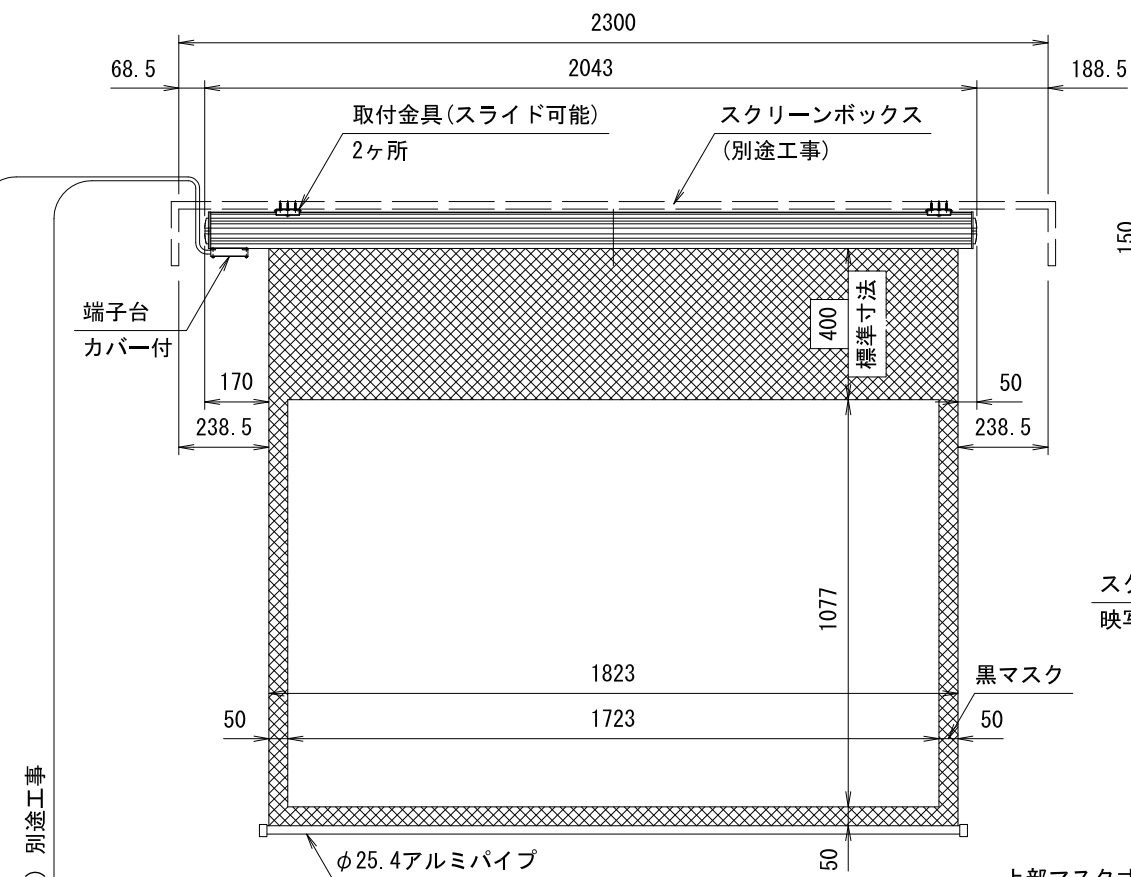 2300
68.5
2043
188.5
取付金具(スライド可能)
2ヶ所
スクリーンボックス
(別途工事)
150
端子台
カバー付
400
標準寸法
170
50
238.5
238.5
1077
1823
黒マスク
50
1723
50
別途工事
φ25.4アルミパイプ
50